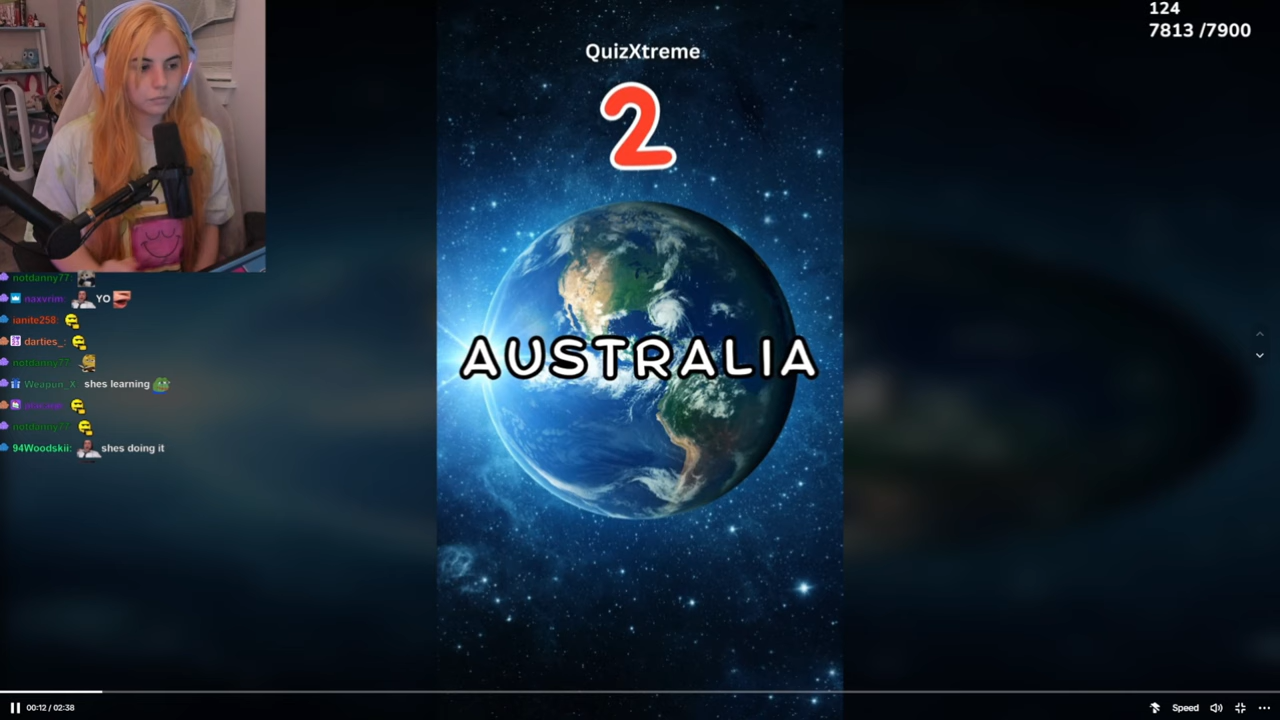 124
7813 /7900
QuizXtreme
2
AUSTRALIA
notdanny77:
naxvrim: YO
ianite258:
darties_:
notdanny77:
Weapun_X: shes learning
notdanny77:
94Woodskii: shes doing it
00:12 / 02:38
Speed